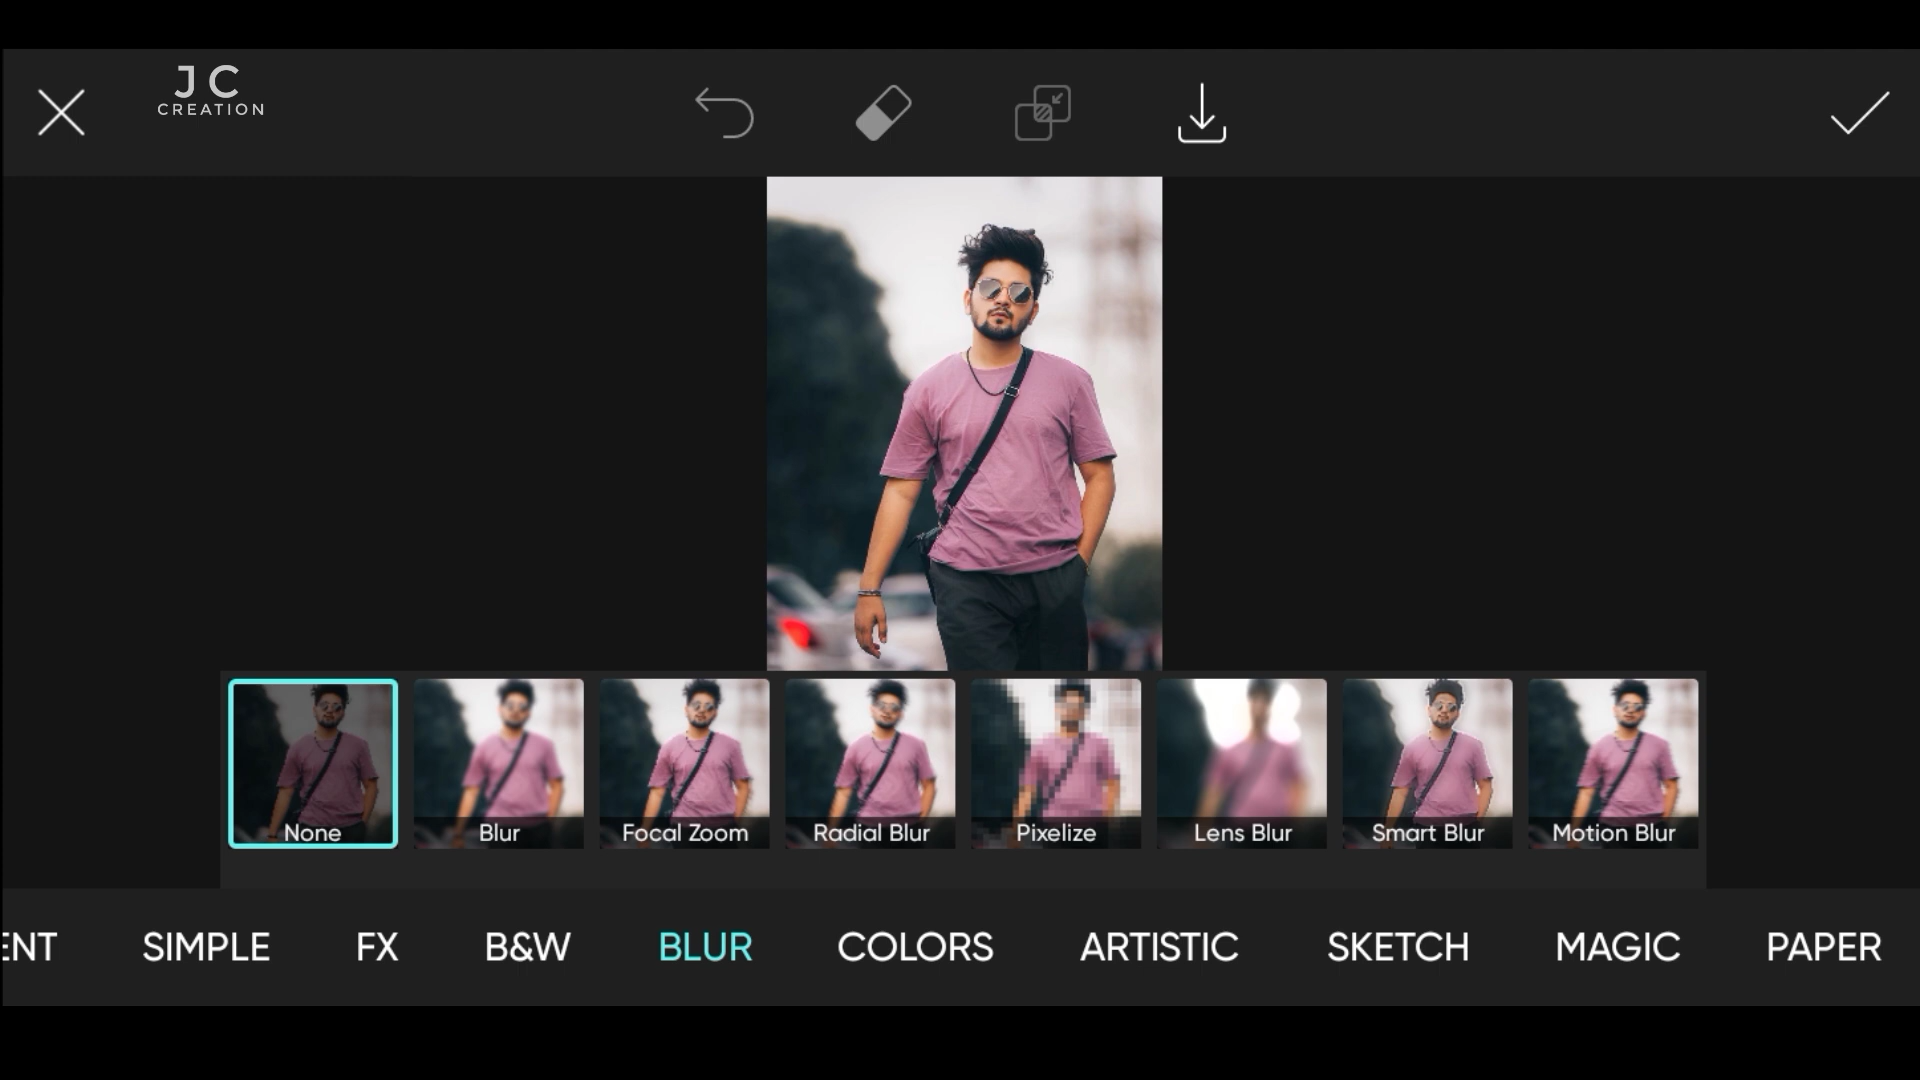 J C
CREATION
None
Blur
Focal Zoom
Radial Blur
Pixelize
Lens Blur
Smart Blur
Motion Blur
ENT SIMPLE FX B&W BLUR COLORS ARTISTIC SKETCH MAGIC PAPER